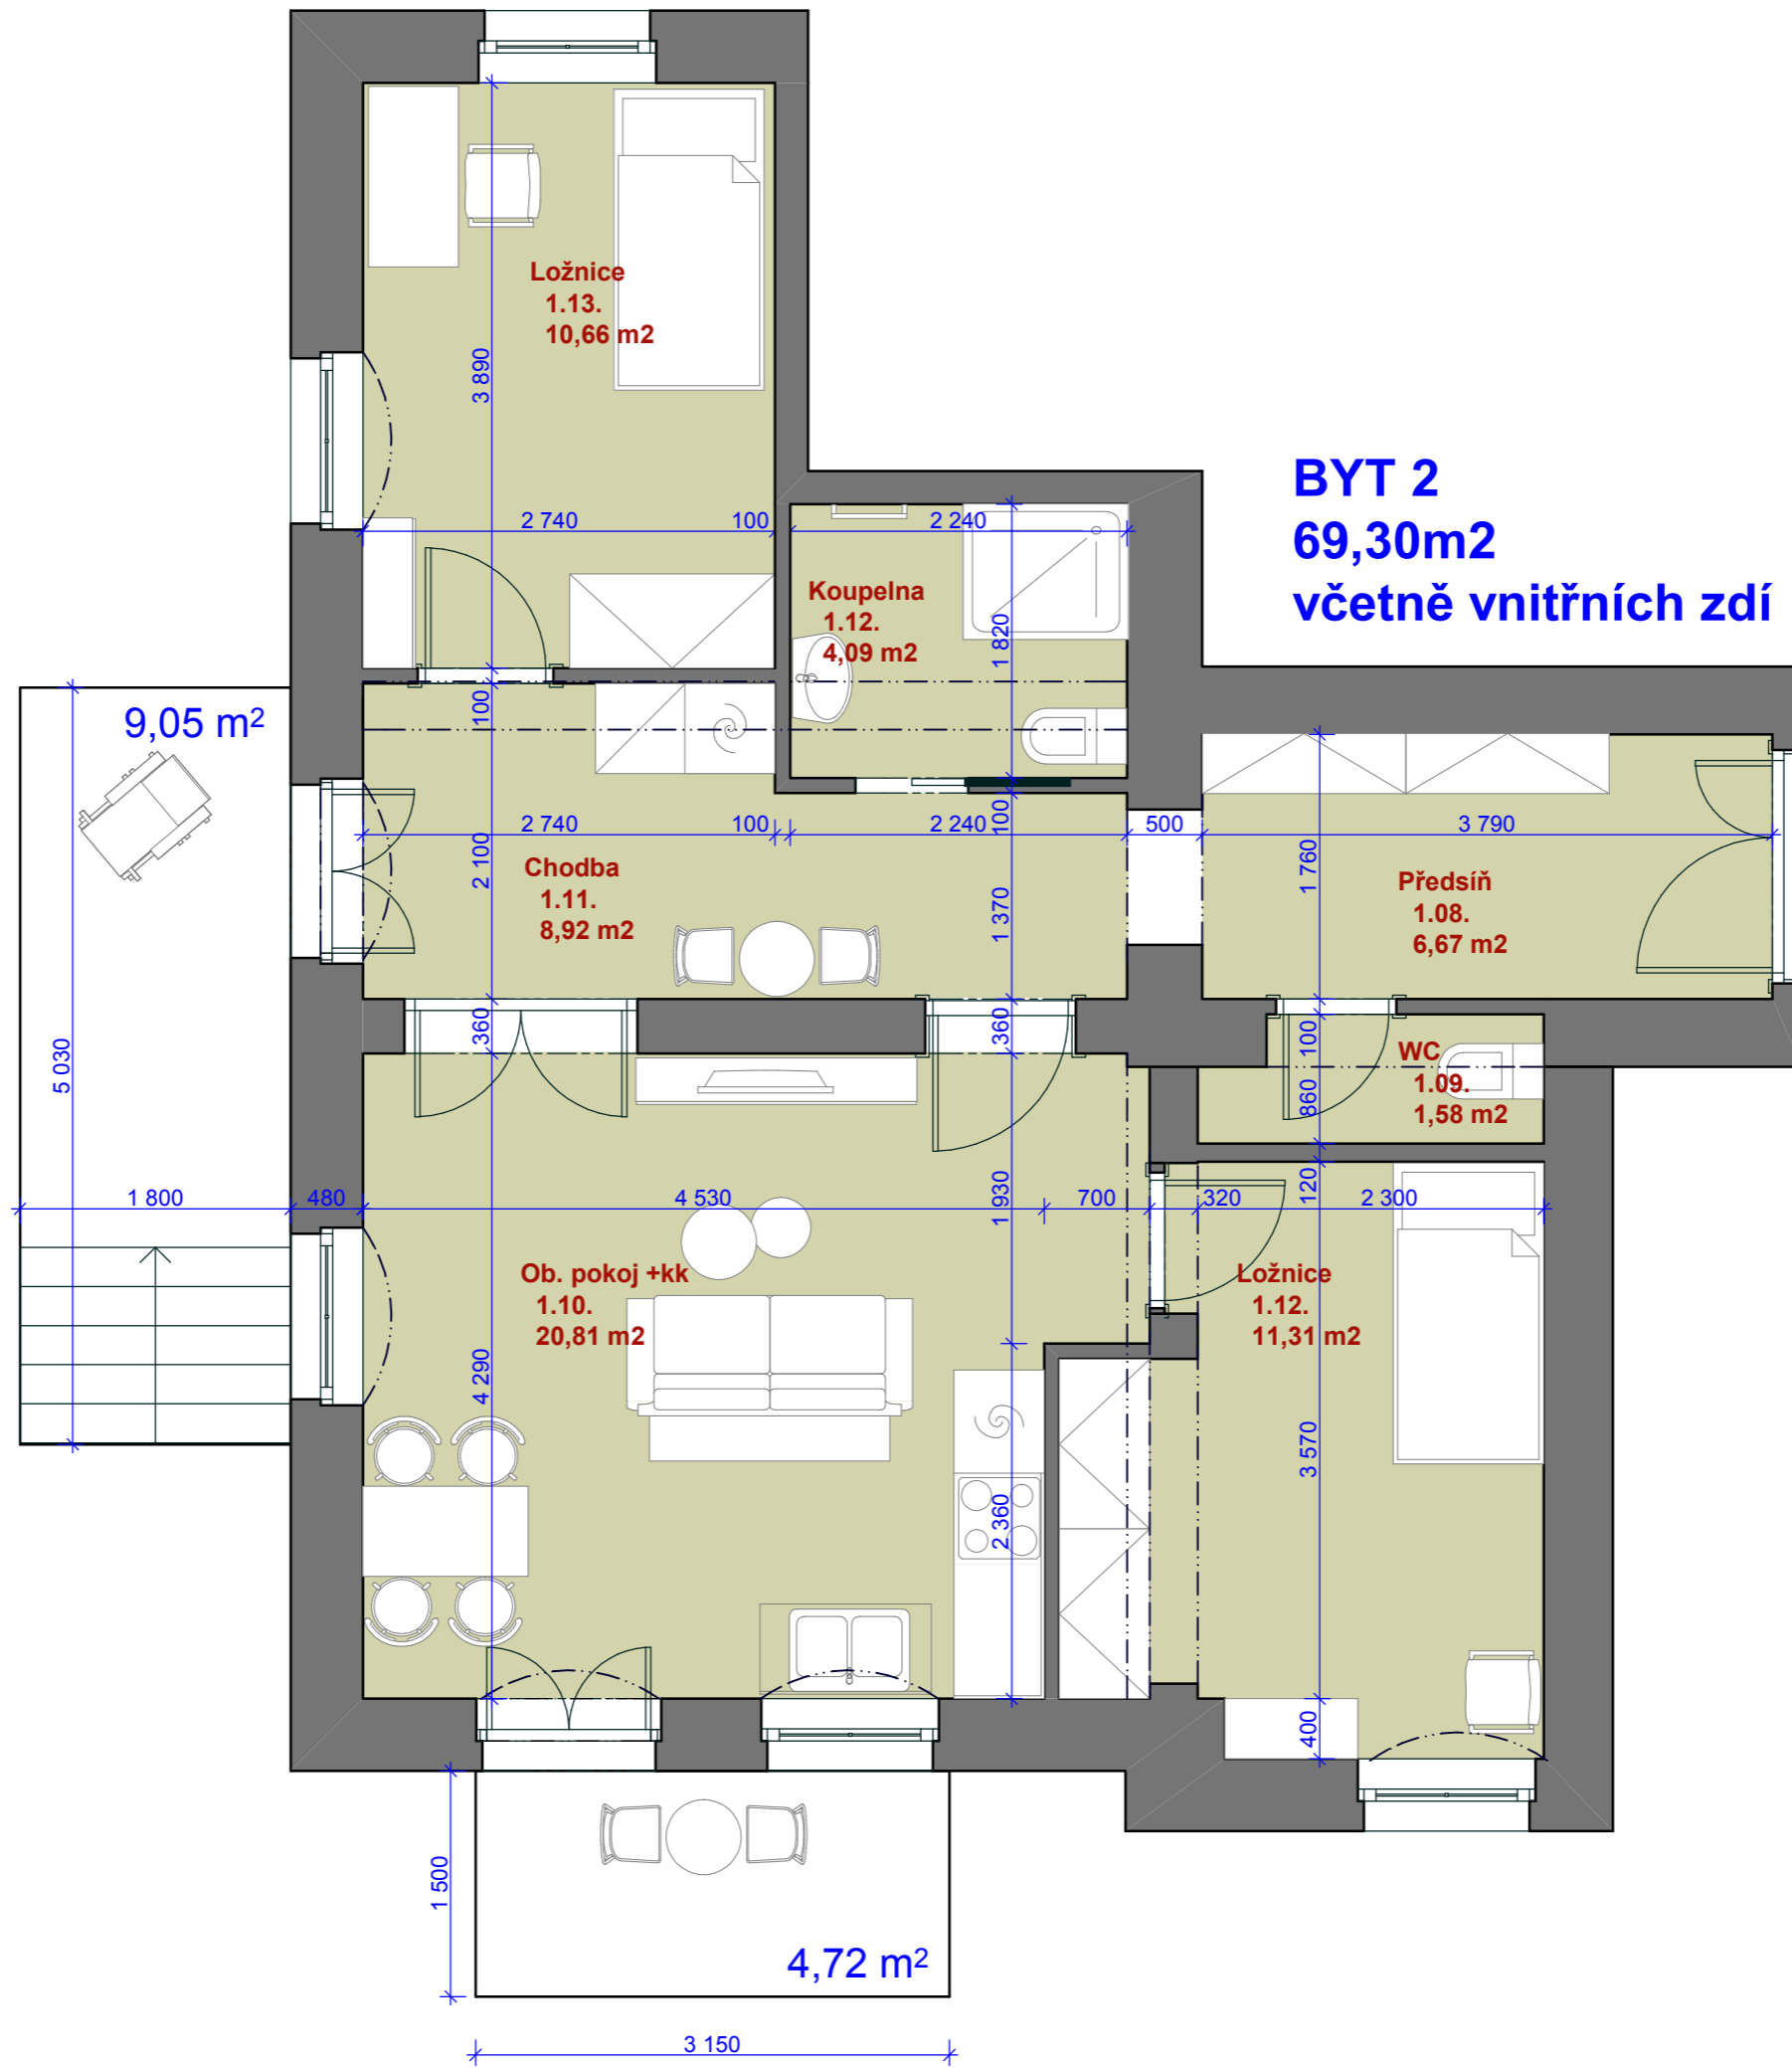 Ložnice
1.13.
10,66 m2
3 890
2 740
100
2 240
BYT 2
69,30m2
včetně vnitřních zdí
Koupelna
1.12.
4,09 m2
1 820
9,05 m²
100
2 740
100
2 240
100
500
3 790
2 100
Chodba
1.11.
8,92 m2
1 370
1 760
Předsíň
1.08.
6,67 m2
5 030
360
360
100
WC
1.09.
1,58 m2
860
1 800
480
4 530
1 930
700
320
120
2 300
Ob. pokoj +kk
1.10.
20,81 m2
Ložnice
1.12.
11,31 m2
4 290
2 360
3 570
400
1 500
4,72 m²
3 150